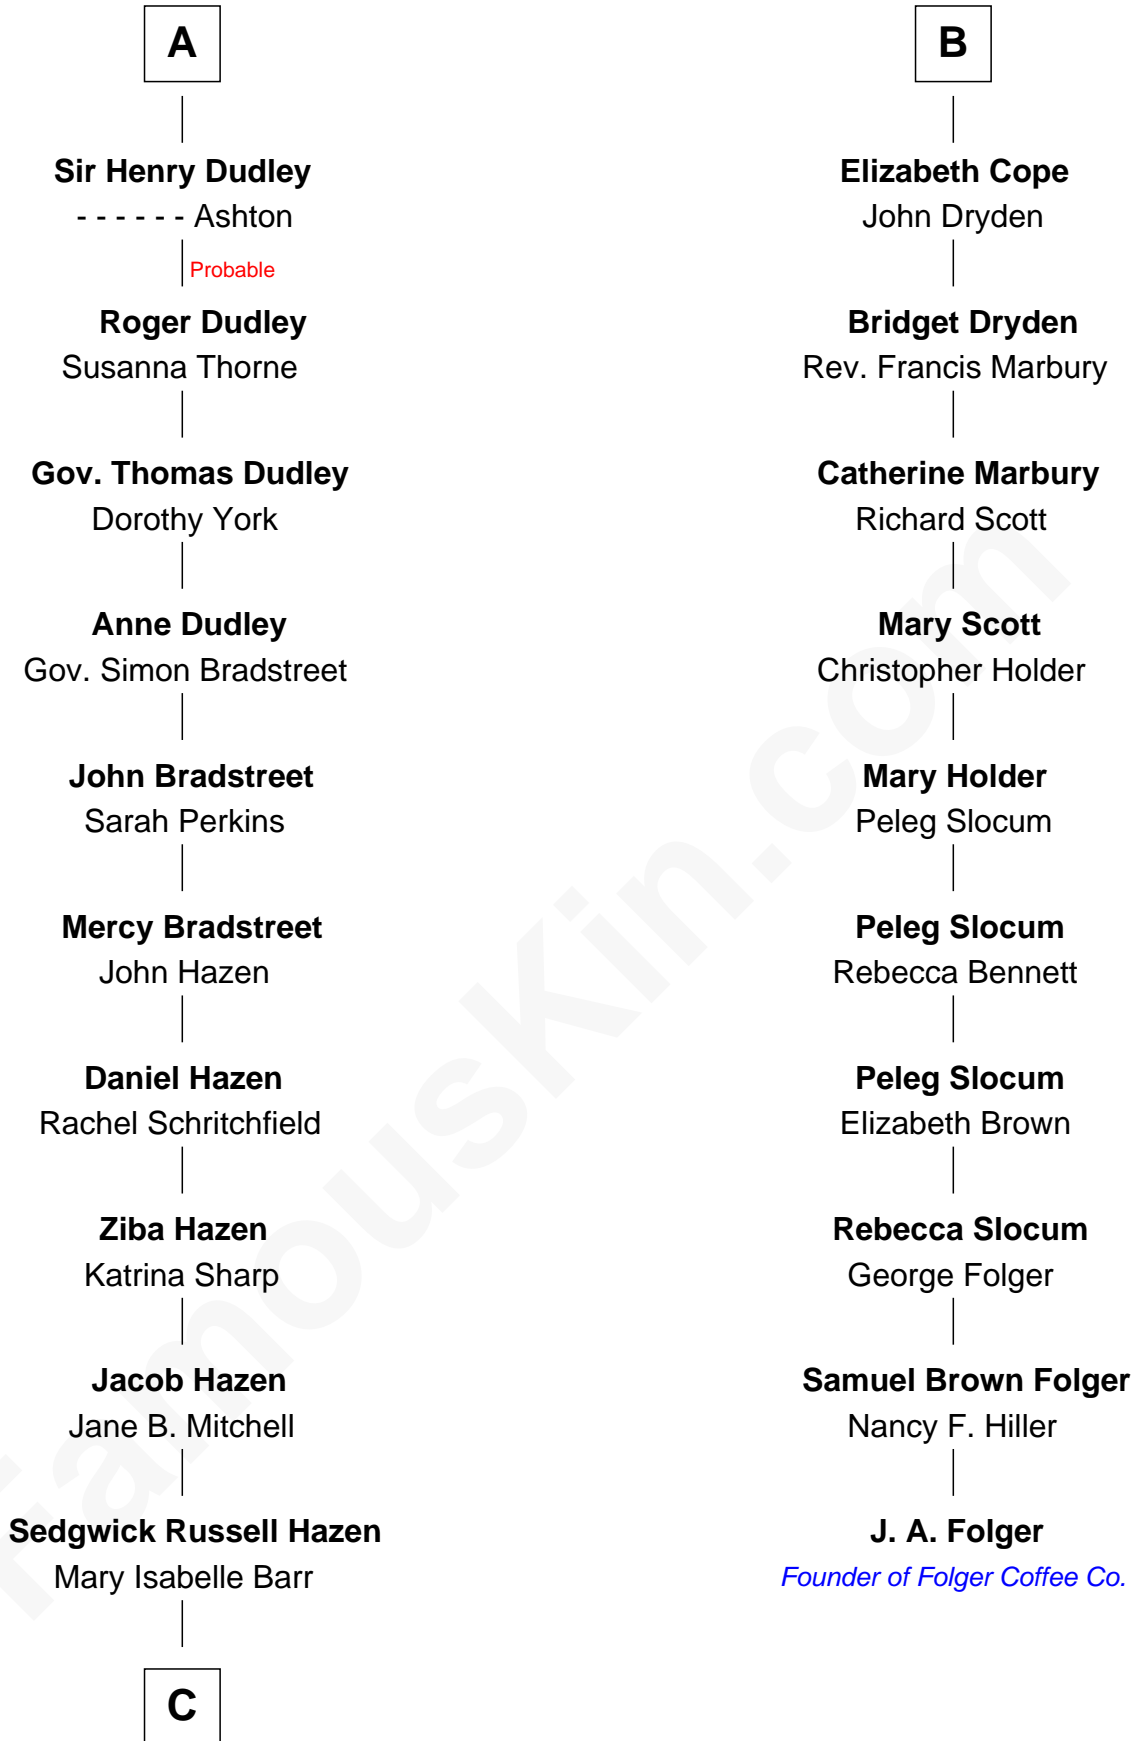 A
Sir Henry Dudley
- - - - - - Ashton
Probable
Roger Dudley
Susanna Thorne
Gov. Thomas Dudley
Dorothy York
Anne Dudley
Gov. Simon Bradstreet
John Bradstreet
Sarah Perkins
Mercy Bradstreet
John Hazen
Daniel Hazen
Rachel Schritchfield
Ziba Hazen
Katrina Sharp
Jacob Hazen
Jane B. Mitchell
Sedgwick Russell Hazen
Mary Isabelle Barr
C
B
Elizabeth Cope
John Dryden
Bridget Dryden
Rev. Francis Marbury
Catherine Marbury
Richard Scott
Mary Scott
Christopher Holder
Mary Holder
Peleg Slocum
Peleg Slocum
Rebecca Bennett
Peleg Slocum
Elizabeth Brown
Rebecca Slocum
George Folger
Samuel Brown Folger
Nancy F. Hiller
J. A. Folger
Founder of Folger Coffee Co.
FamousKin.com